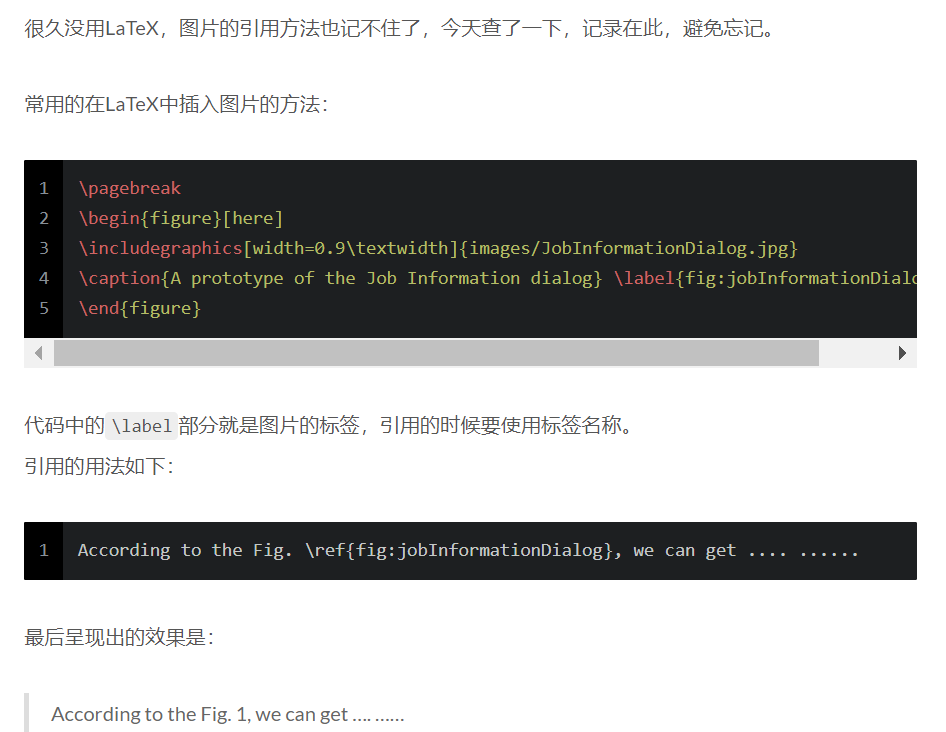 很久没用LaTeX，图片的引用方法也记不住了，今天查了一下，记录在此，避免忘记。
常用的在LaTeX中插入图片的方法：
1 \pagebreak
2 \begin{figure}[here]
3 \includegraphics[width=0.9\textwidth]{images/JobInformationDialog.jpg}
4 \caption{A prototype of the Job Information dialog} \label{fig:jobInformationDialo
5 \end{figure}
代码中的\label部分就是图片的标签，引用的时候要使用标签名称。
引用的用法如下：
1 According to the Fig. \ref{fig:jobInformationDialog}, we can get .... ......
最后呈现出的效果是：
According to the Fig. 1, we can get .... ......